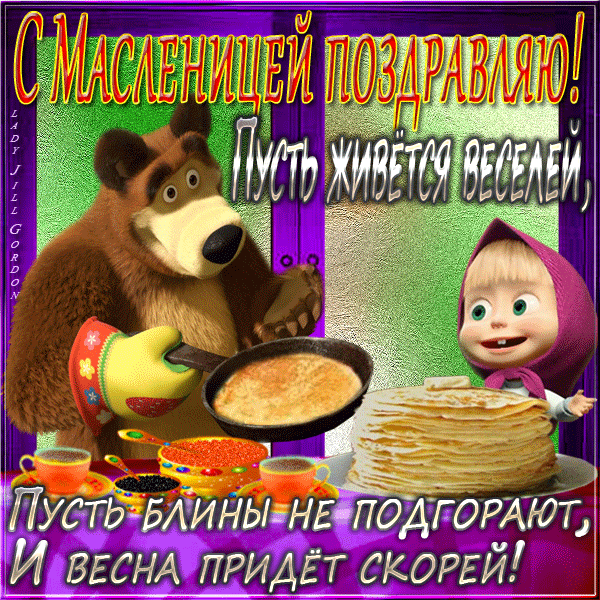 С Масленицей поздравляю!
Пусть живётся веселей,
Lady Jill Gordon
Пусть блины не подгорают,
И весна придёт скорей!